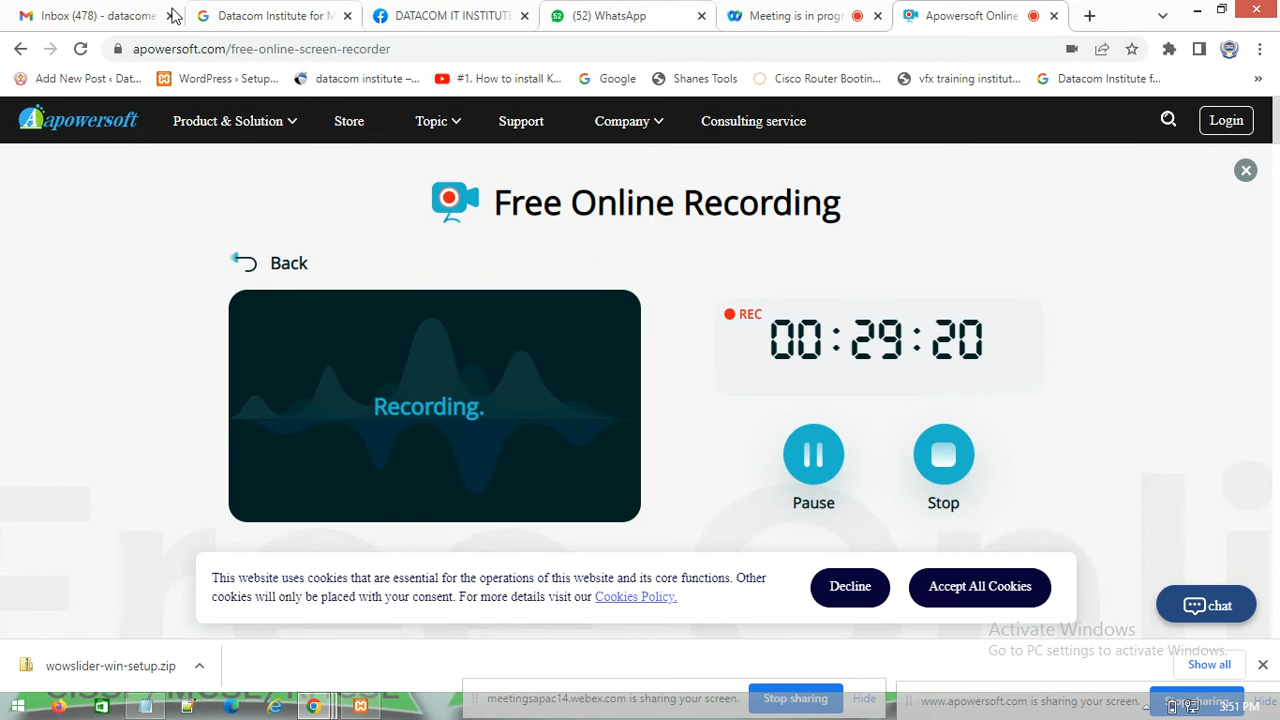 Inbox (478) - datacome
Datacom Institute for M
DATACOM IT INSTITUTE
(52) WhatsApp
Meeting is in progr
Apowersoft Online
apowersoft.com/free-online-screen-recorder
Add New Post ‹ Dat...
WordPress › Setup...
datacom institute –...
#1. How to install K...
Google
Shanes Tools
Cisco Router Bootin...
vfx training institut...
Datacom Institute f...
»
Apowersoft
Product & Solution
Store
Topic
Support
Company
Consulting service
Login
Free Online Recording
Back
Recording.
REC
00:29:20
Pause
Stop
This website uses cookies that are essential for the operations of this website and its core functions. Other
cookies will only be placed with your consent. For more details visit our Cookies Policy.
Decline
Accept All Cookies
chat
Activate Windows
Go to PC settings to activate Windows.
wowslider-win-setup.zip
Show all
meetingsapac14.webex.com is sharing your screen.
Stop sharing
Hide
www.apowersoft.com is sharing your screen.
Stop sharing
Hide
3:51 PM